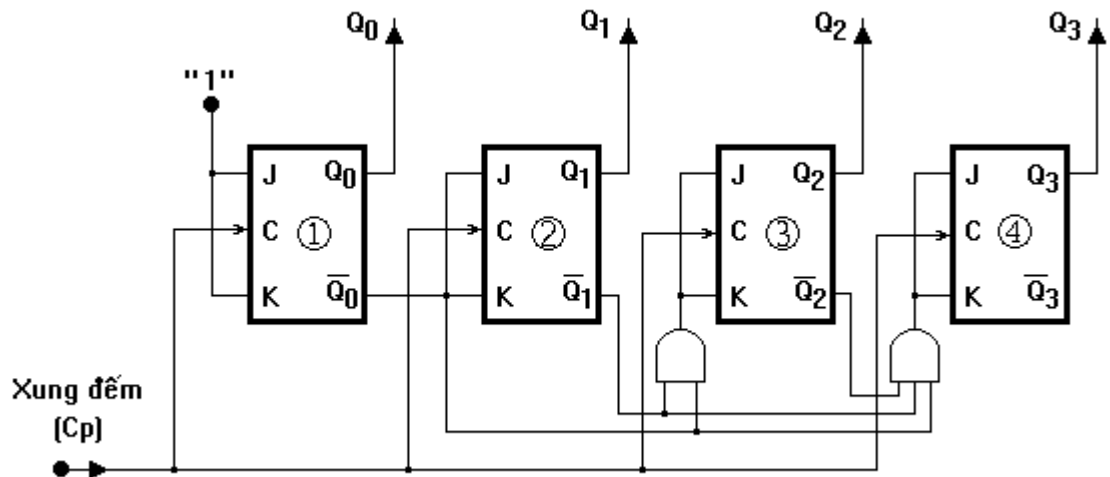 Q0 Q1 Q2 Q3
"1"
J Q0 J Q1 J Q2 J Q3
C ① C ② C ③ C ④
K Q̅0 K Q̅1 K Q̅2 K Q̅3
Xung đếm
(Cp)